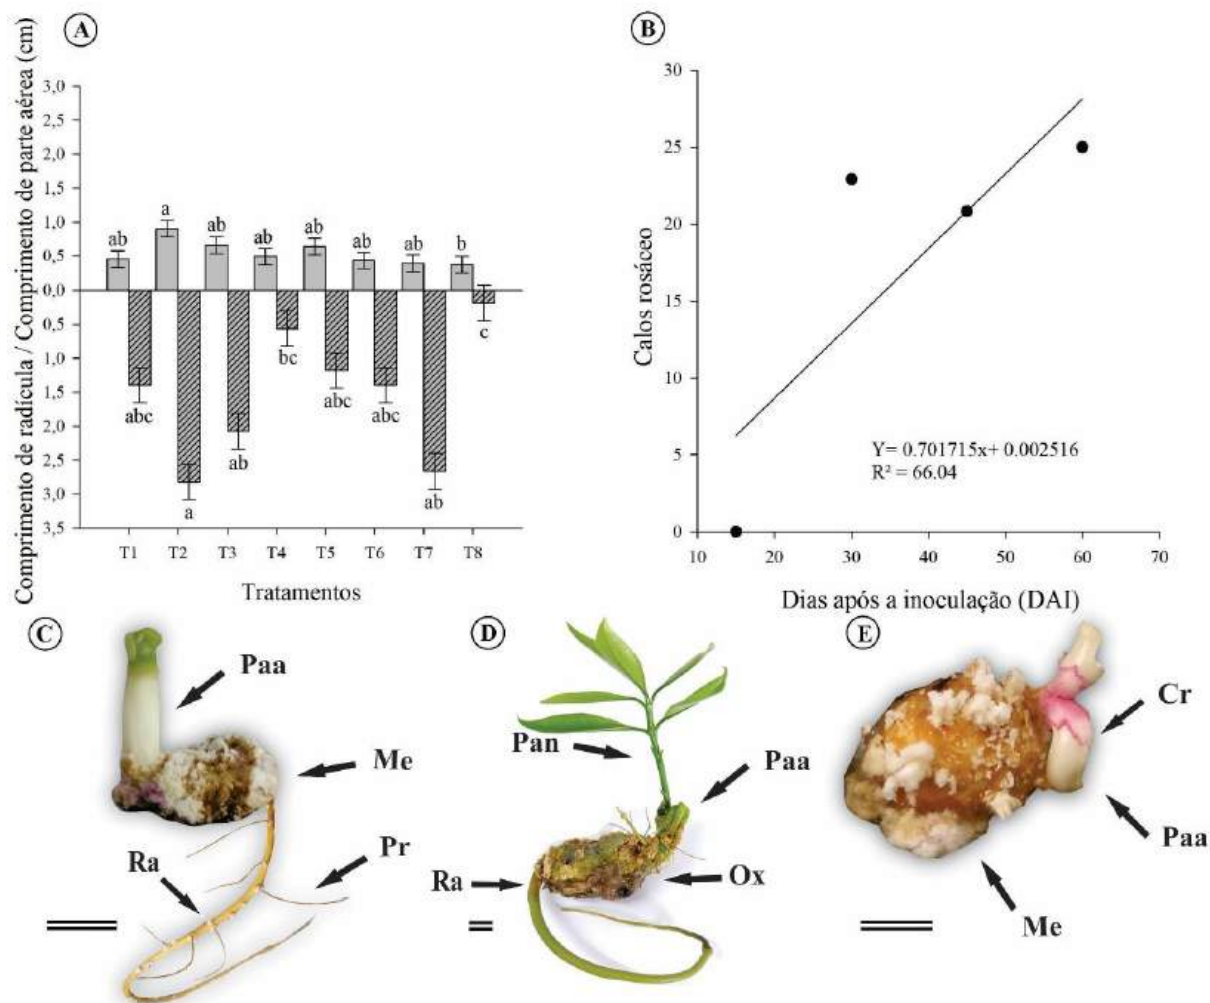 A
Comprimento de radícula / Comprimento de parte aérea (cm)
3,0
2,5
2,0
1,5
1,0
0,5
0,0
0,5
1,0
1,5
2,0
2,5
3,0
3,5
ab
a
ab
ab
ab
ab
ab
b
abc
a
ab
bc
abc
abc
ab
c
T1 T2 T3 T4 T5 T6 T7 T8
Tratamentos
B
Calos rosáceo
30
25
20
15
10
5
0
Y= 0.701715x+ 0.002516
R² = 66.04
10 20 30 40 50 60 70
Dias após a inoculação (DAI)
C
Paa
Me
Ra
Pr
D
Pan
Paa
Ra
Ox
E
Cr
Paa
Me